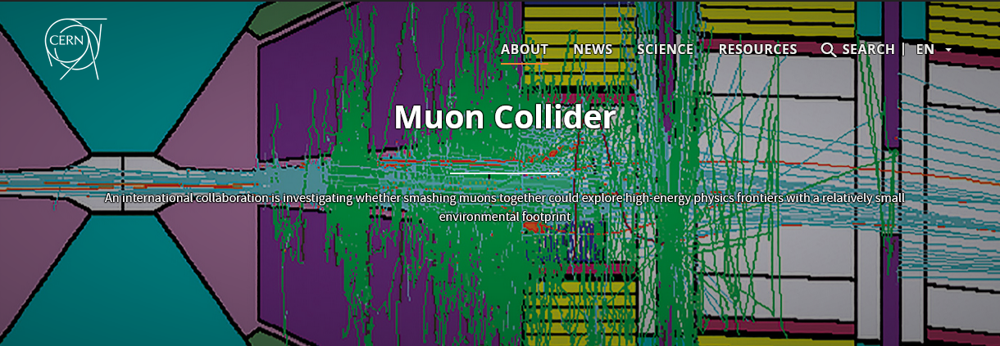 CERN
ABOUT NEWS SCIENCE RESOURCES SEARCH | EN
Muon Collider
An international collaboration is investigating whether smashing muons together could explore high-energy physics frontiers with a relatively small
environmental footprint